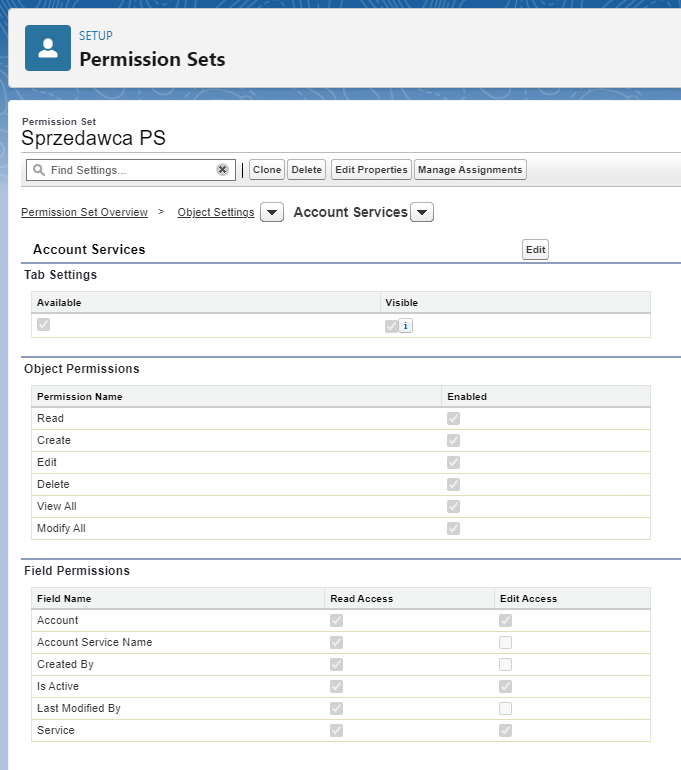 SETUP
Permission Sets
Permission Set
Sprzedawca PS
Find Settings... Clone Delete Edit Properties Manage Assignments
Permission Set Overview > Object Settings Account Services
Account Services Edit
Tab Settings
Available Visible
i
Object Permissions
Permission Name Enabled
Read
Create
Edit
Delete
View All
Modify All
Field Permissions
Field Name Read Access Edit Access
Account
Account Service Name
Created By
Is Active
Last Modified By
Service